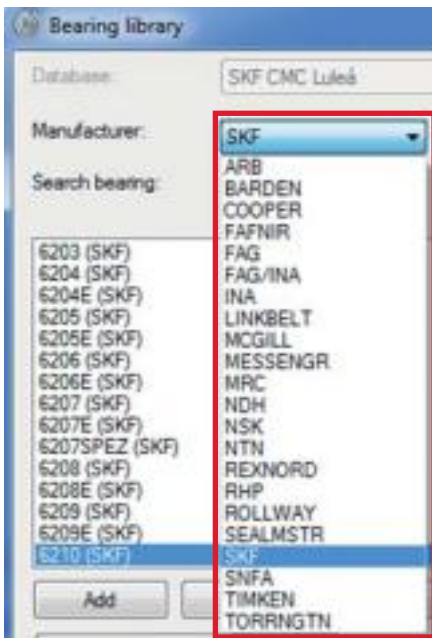 Bearing library
Database: SKF CMC Luleå
Manufacturer: SKF
Search bearing:
6203 (SKF)
6204 (SKF)
6204E (SKF)
6205 (SKF)
6205E (SKF)
6206 (SKF)
6206E (SKF)
6207 (SKF)
6207E (SKF)
6207SPEZ (SKF)
6208 (SKF)
6208E (SKF)
6209 (SKF)
6209E (SKF)
6210 (SKF)
Add
ARB
BARDEN
COOPER
FAFNIR
FAG
FAG/INA
INA
LINKBELT
MCGILL
MESSENGR
MRC
NDH
NSK
NTN
REXNORD
RHP
ROLLWAY
SEALMSTR
SKF
SNFA
TIMKEN
TORRNGTN